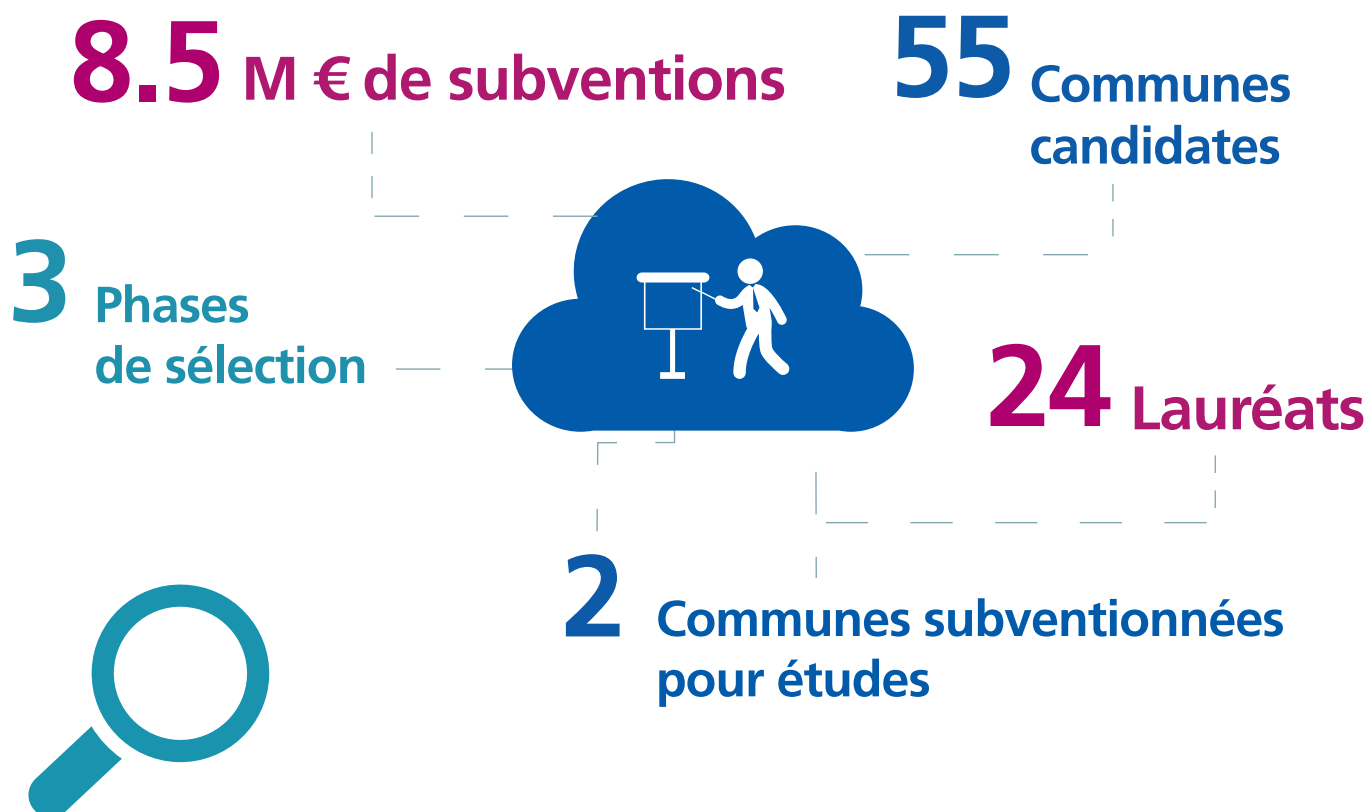 8.5 M € de subventions
55 Communes
candidates
3 Phases
de sélection
24 Lauréats
2 Communes subventionnées
pour études